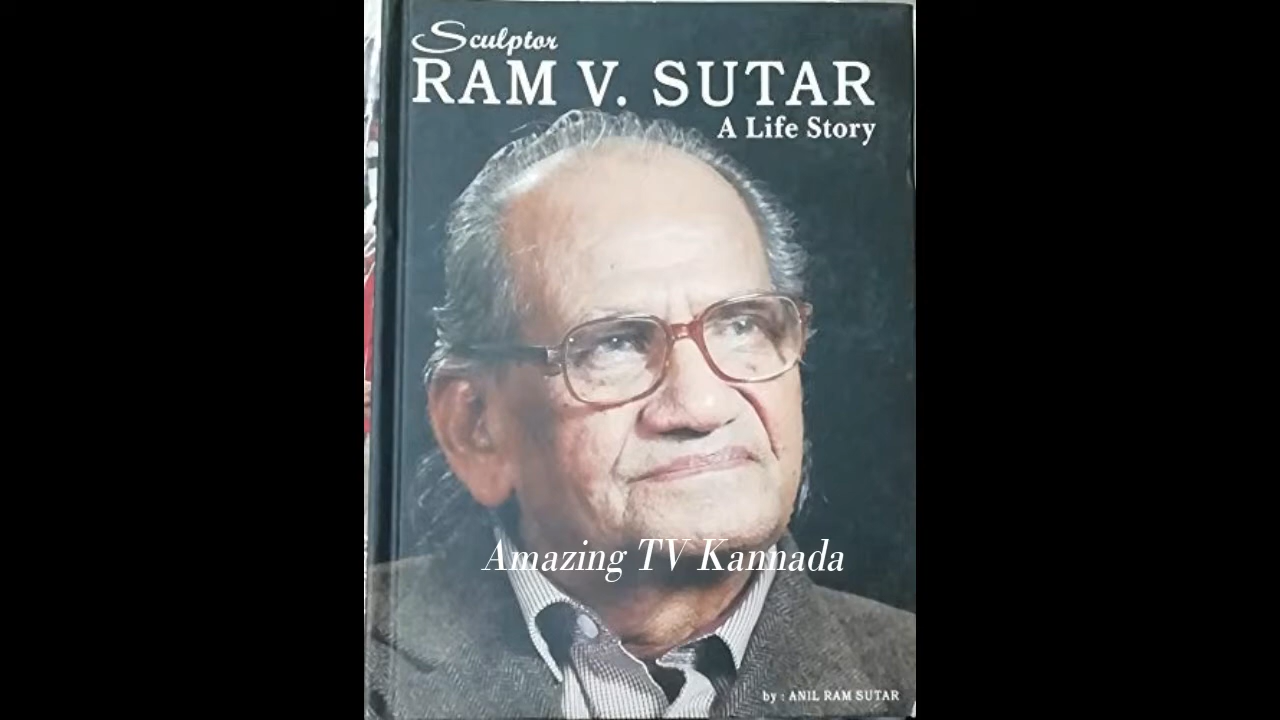 Sculptor
RAM V. SUTAR
A Life Story
Amazing TV Kannada
by : ANIL RAM SUTAR